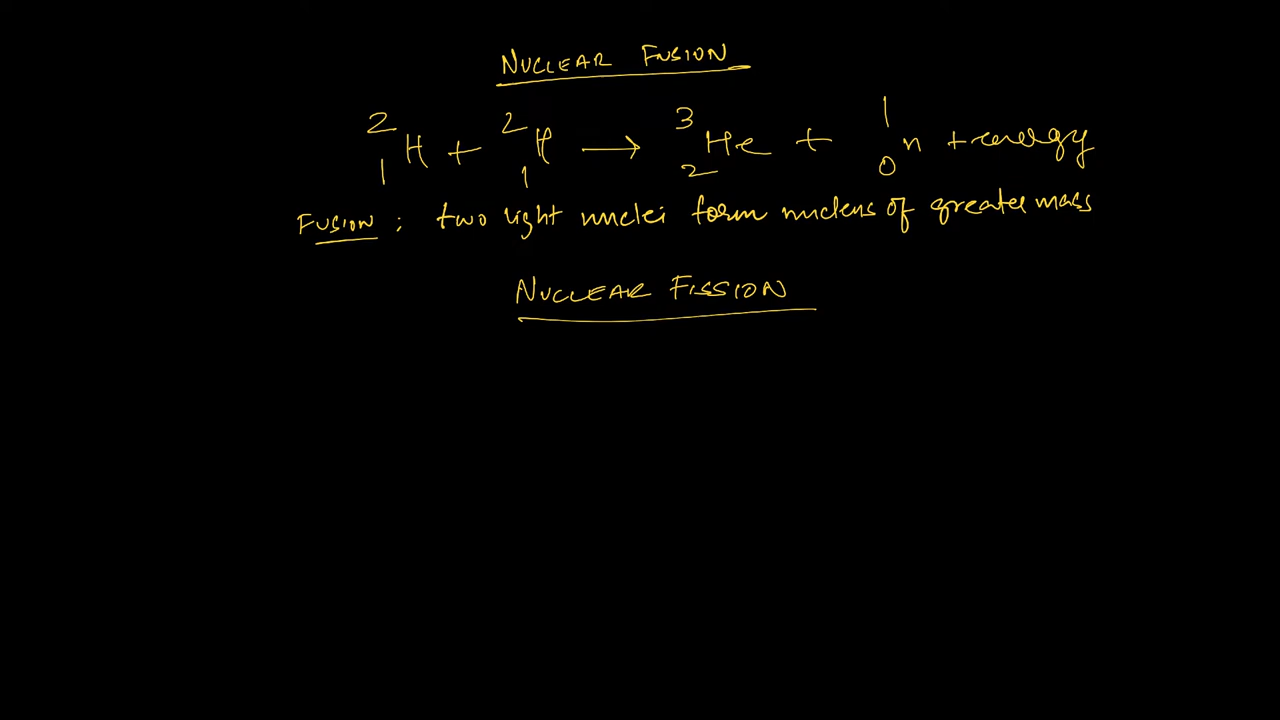 NUCLEAR FUSION
²₁H + ²₁H → ³₂He + ¹₀n + energy
FUSION : two light nuclei form nucleus of greater mass
NUCLEAR FISSION